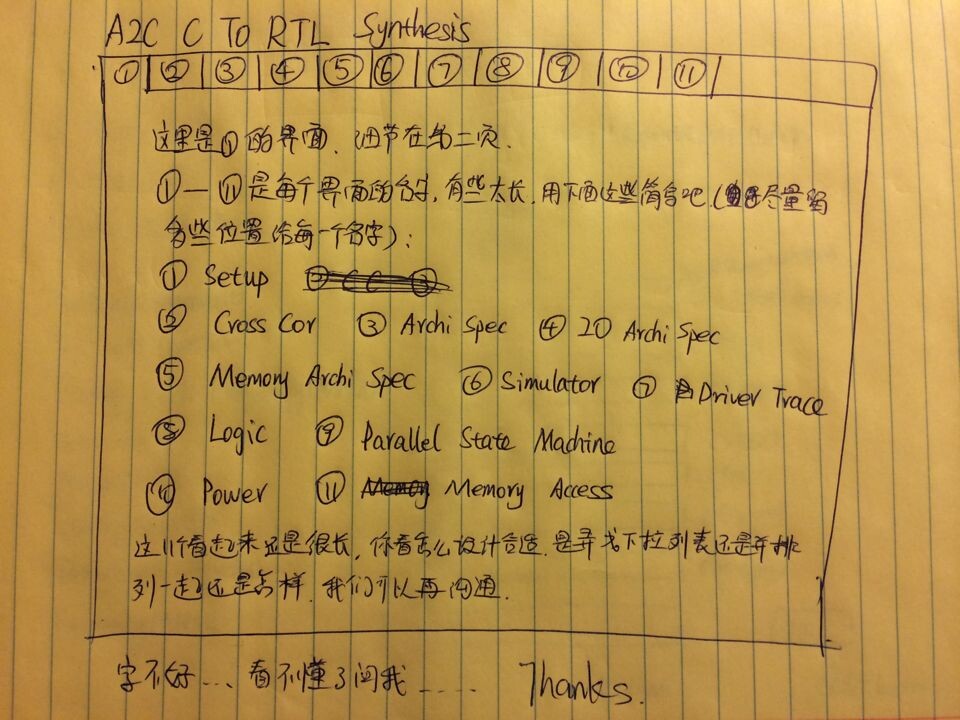 A2C C To RTL Synthesis
① ② ③ ④ ⑤ ⑥ ⑦ ⑧ ⑨ ⑩ ⑪
这里是①的界面、细节在第二页.
①一⑪是每个界面的名字,有些太长,用下面这些简名吧.(尽量留
多些位置给每一个名字):
① Setup
② Cross Cor ③ Archi Spec ④ 2D Archi Spec
⑤ Memory Archi Spec ⑥ Simulator ⑦ Driver Trace
⑧ Logic ⑨ Parallel State Machine
⑩ Power ⑪ Memory Access
这11个看起来还是很长,你看怎么设计合适.是弄成下拉列表还是并排
列一起还是怎样.我们可以再沟通.
字不好... 看不懂了问我..... Thanks.